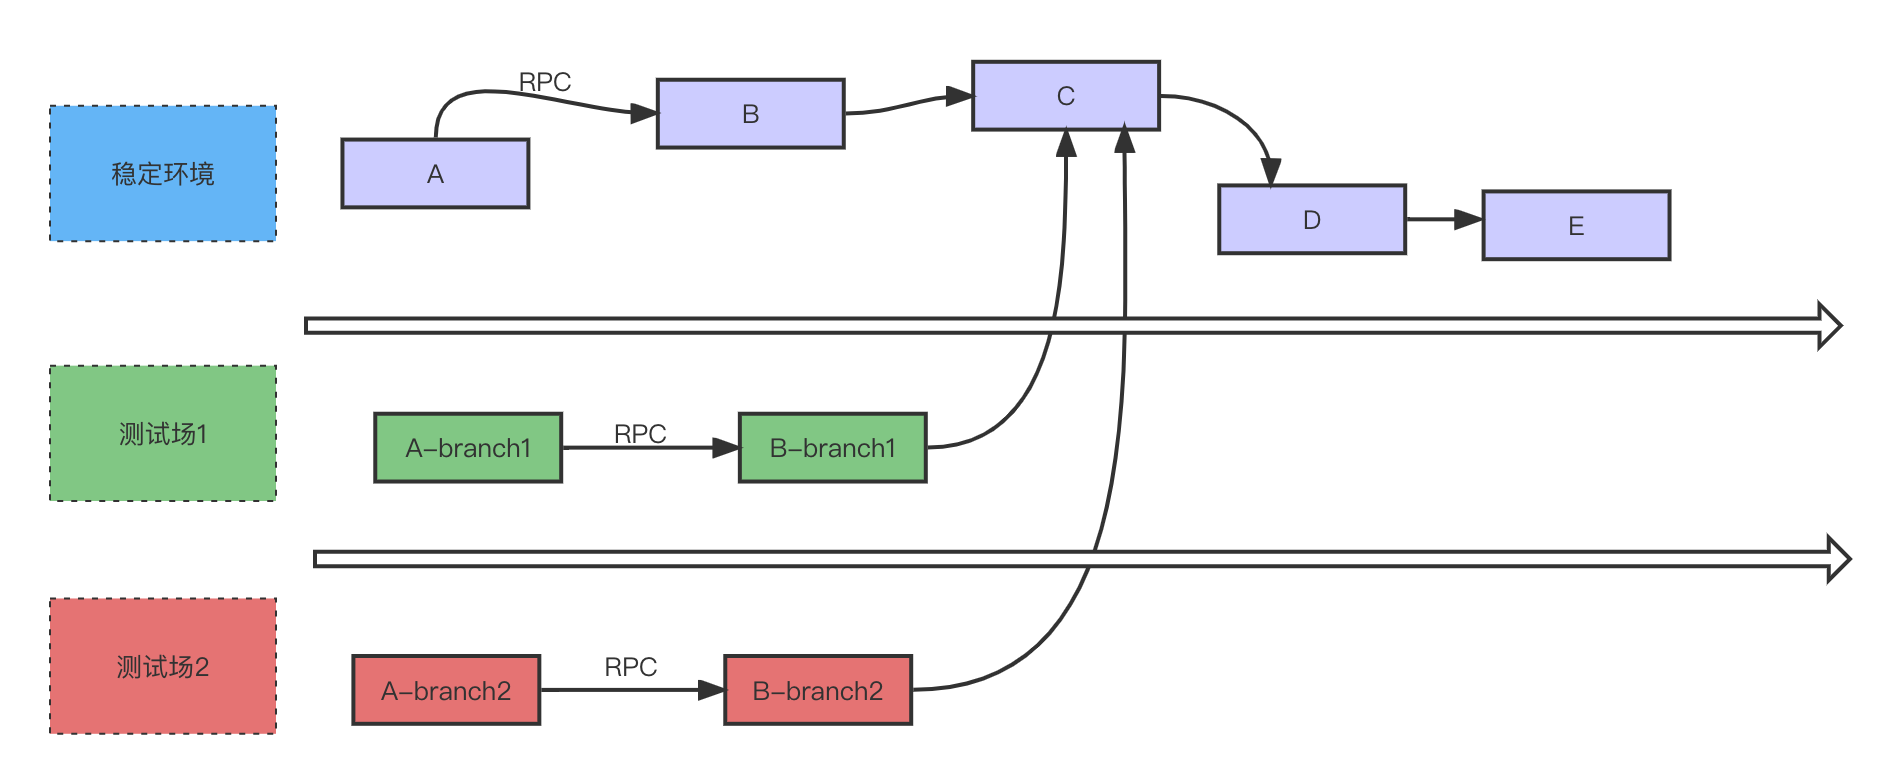 RPC
B
C
稳定环境
A
D
E
测试场1
A-branch1
RPC
B-branch1
测试场2
A-branch2
RPC
B-branch2